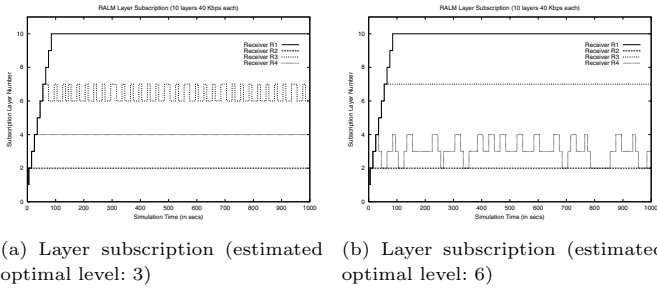 RALM Layer Subscription (10 layers 40 Kbps each)
Subscription Layer Number
10
8
6
4
2
0
Receiver R1
Receiver R2
Receiver R3
Receiver R4
0 100 200 300 400 500 600 700 800 900 1000
Simulation Time (in secs)
(a) Layer subscription (estimated
optimal level: 3)
RALM Layer Subscription (10 layers 40 Kbps each)
Subscription Layer Number
10
8
6
4
2
0
Receiver R1
Receiver R2
Receiver R3
Receiver R4
0 100 200 300 400 500 600 700 800 900 1000
Simulation Time (in secs)
(b) Layer subscription (estimated
optimal level: 6)